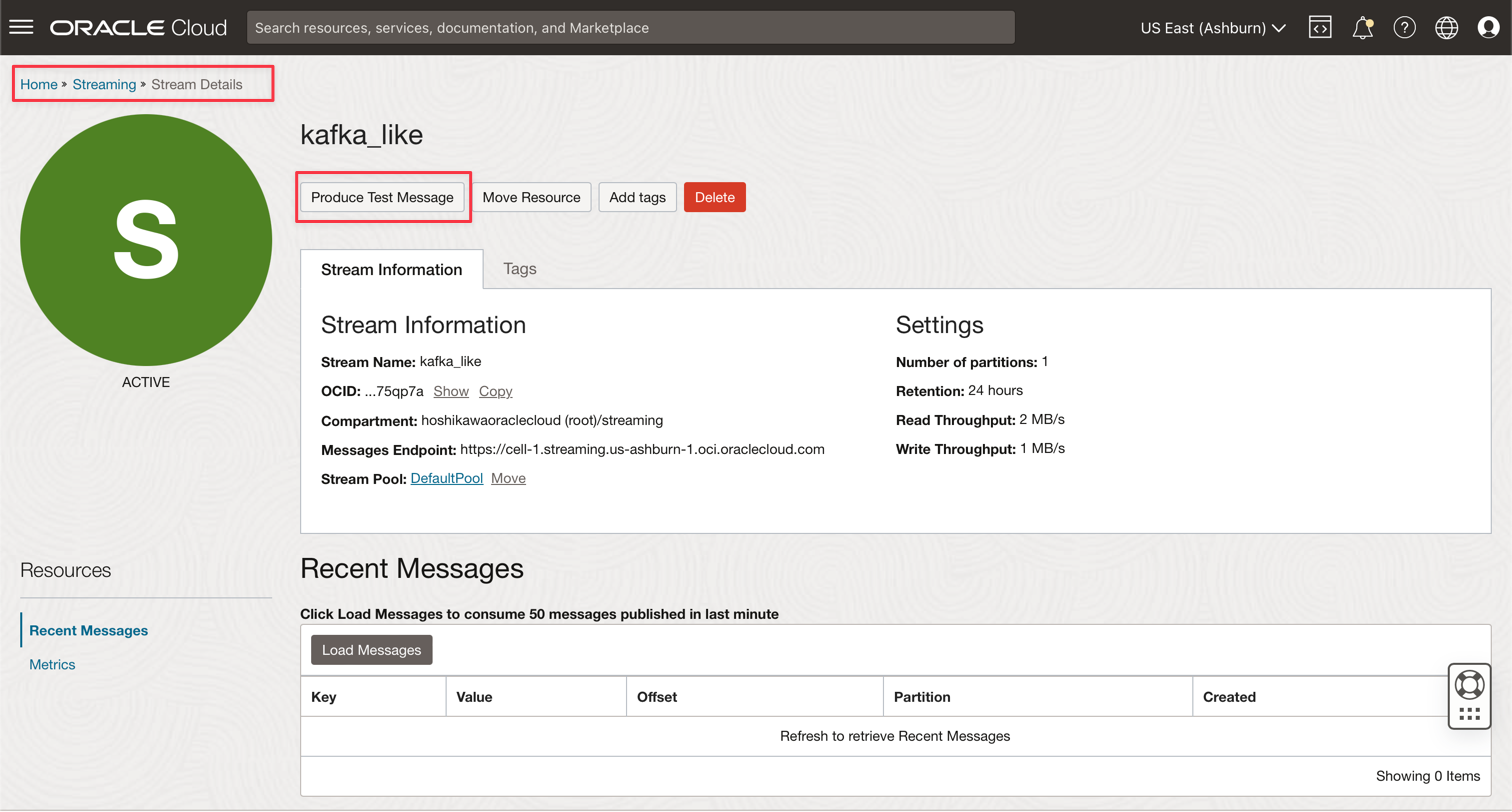 ORACLE Cloud
Search resources, services, documentation, and Marketplace
US East (Ashburn)
Home » Streaming » Stream Details
S
ACTIVE
kafka_like
Produce Test Message Move Resource Add tags Delete
Stream Information Tags
Stream Information
Stream Name: kafka_like
OCID: ...75qp7a Show Copy
Compartment: hoshikawaoraclecloud (root)/streaming
Messages Endpoint: https://cell-1.streaming.us-ashburn-1.oci.oraclecloud.com
Stream Pool: DefaultPool Move
Settings
Number of partitions: 1
Retention: 24 hours
Read Throughput: 2 MB/s
Write Throughput: 1 MB/s
Resources
Recent Messages
Metrics
Recent Messages
Click Load Messages to consume 50 messages published in last minute
Load Messages
Key Value Offset Partition Created
Refresh to retrieve Recent Messages
Showing 0 Items